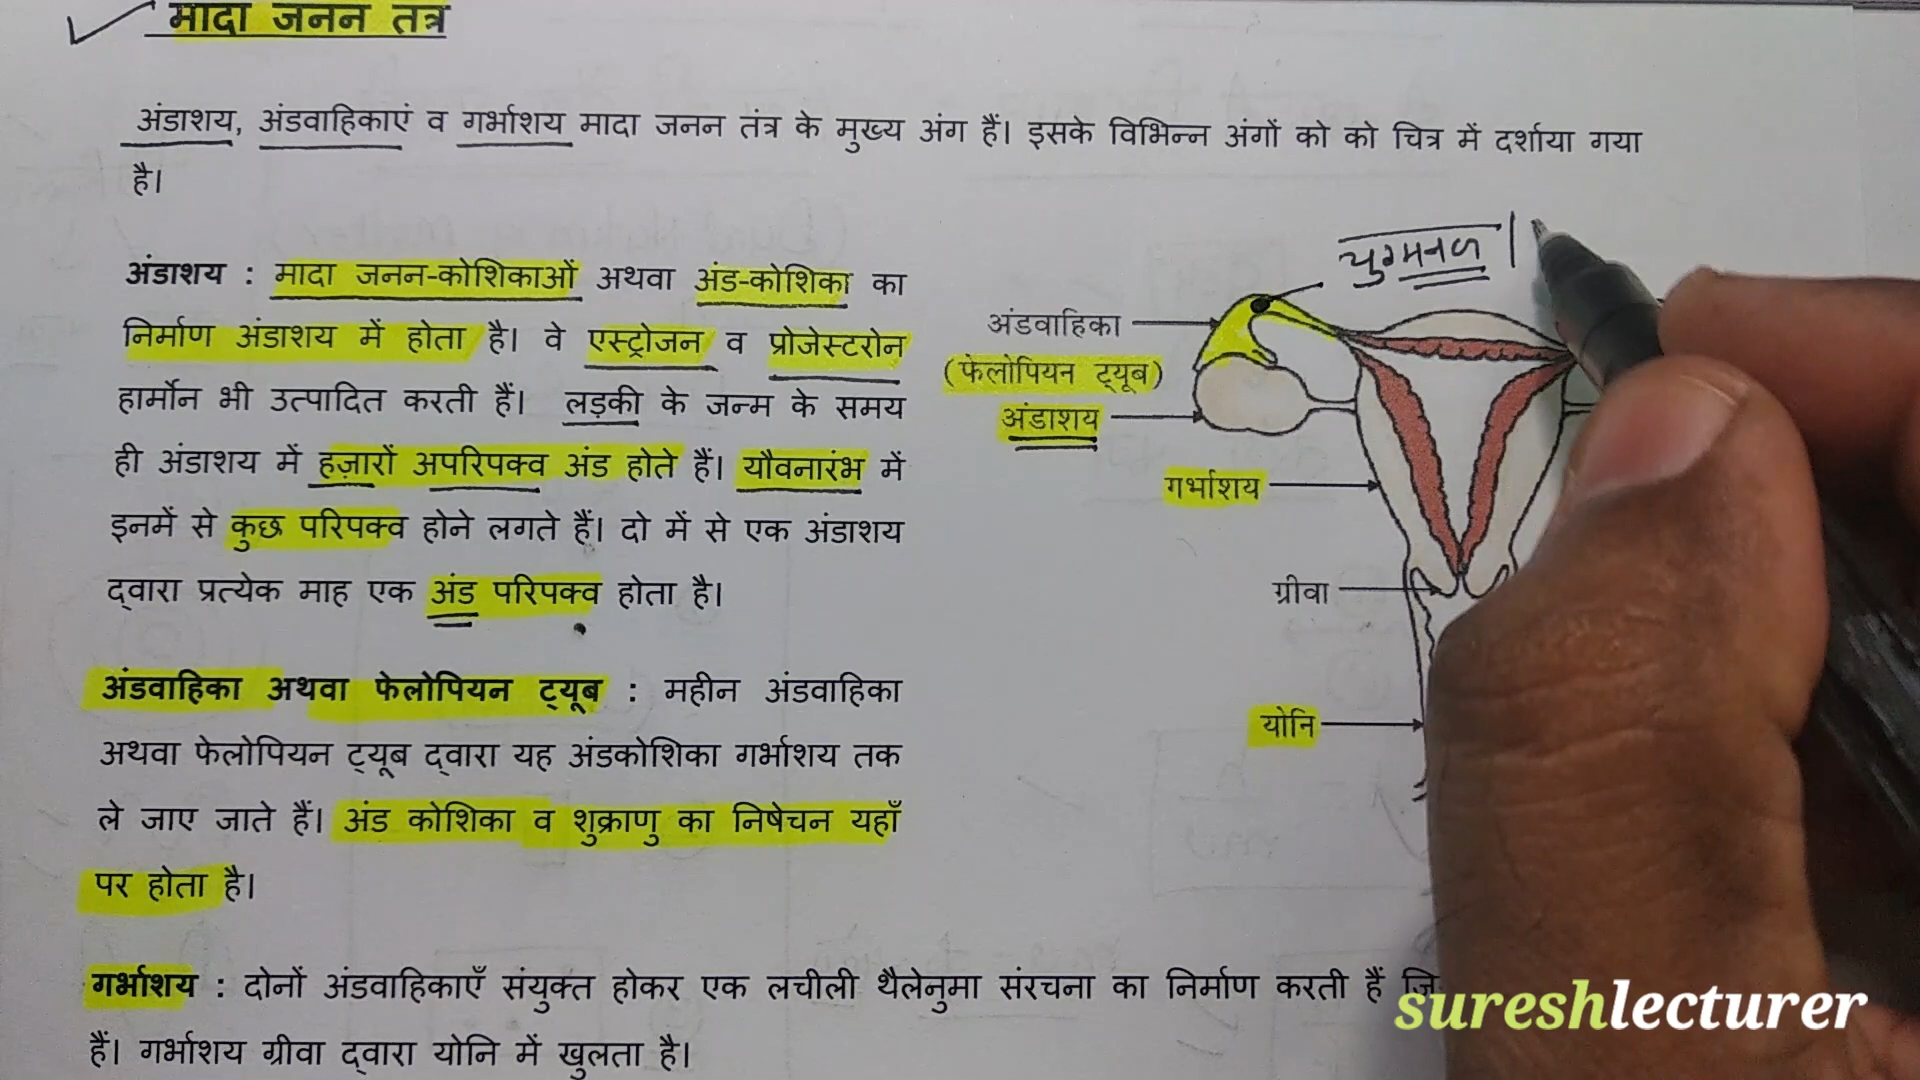 मादा जनन तंत्र
अंडाशय, अंडवाहिकाएं व गर्भाशय मादा जनन तंत्र के मुख्य अंग हैं। इसके विभिन्न अंगों को को चित्र में दर्शाया गया
है।
अंडाशय : मादा जनन-कोशिकाओं अथवा अंड-कोशिका का
निर्माण अंडाशय में होता है। वे एस्ट्रोजन व प्रोजेस्टरोन
हार्मोन भी उत्पादित करती हैं। लड़की के जन्म के समय
ही अंडाशय में हज़ारों अपरिपक्व अंड होते हैं। यौवनारंभ में
इनमें से कुछ परिपक्व होने लगते हैं। दो में से एक अंडाशय
द्वारा प्रत्येक माह एक अंड परिपक्व होता है।
अंडवाहिका अथवा फेलोपियन ट्यूब : महीन अंडवाहिका
अथवा फेलोपियन ट्यूब द्वारा यह अंडकोशिका गर्भाशय तक
ले जाए जाते हैं। अंड कोशिका व शुक्राणु का निषेचन यहाँ
पर होता है।
युग्मनज
अंडवाहिका
(फेलोपियन ट्यूब)
अंडाशय
गर्भाशय
ग्रीवा
योनि
गर्भाशय : दोनों अंडवाहिकाएँ संयुक्त होकर एक लचीली थैलेनुमा संरचना का निर्माण करती हैं
हैं। गर्भाशय ग्रीवा द्वारा योनि में खुलता है।
sureshlecturer